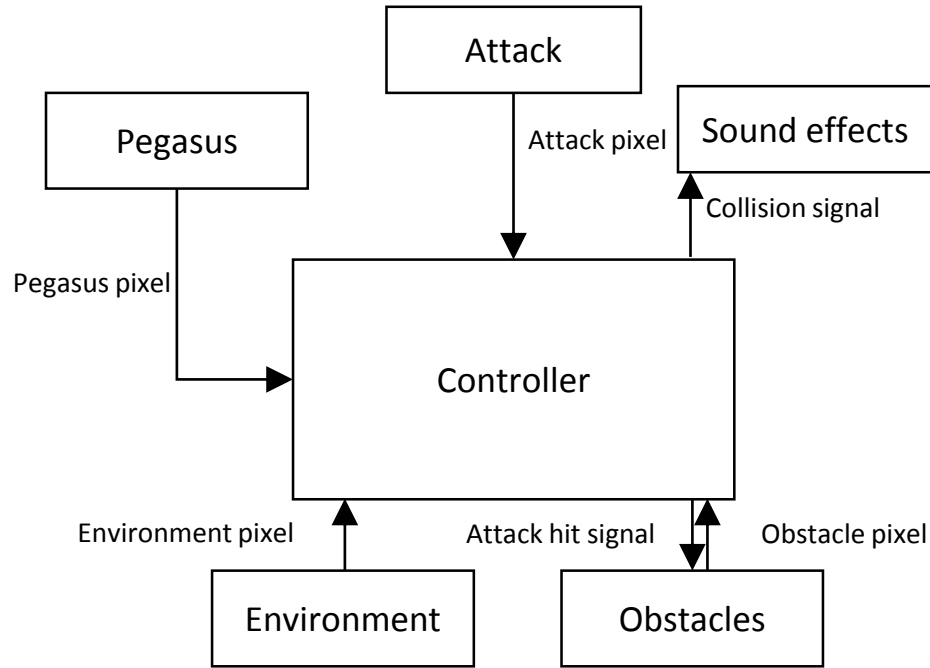 Attack
Pegasus
Attack pixel
Sound effects
Collision signal
Pegasus pixel
Controller
Environment pixel
Attack hit signal
Obstacle pixel
Environment
Obstacles